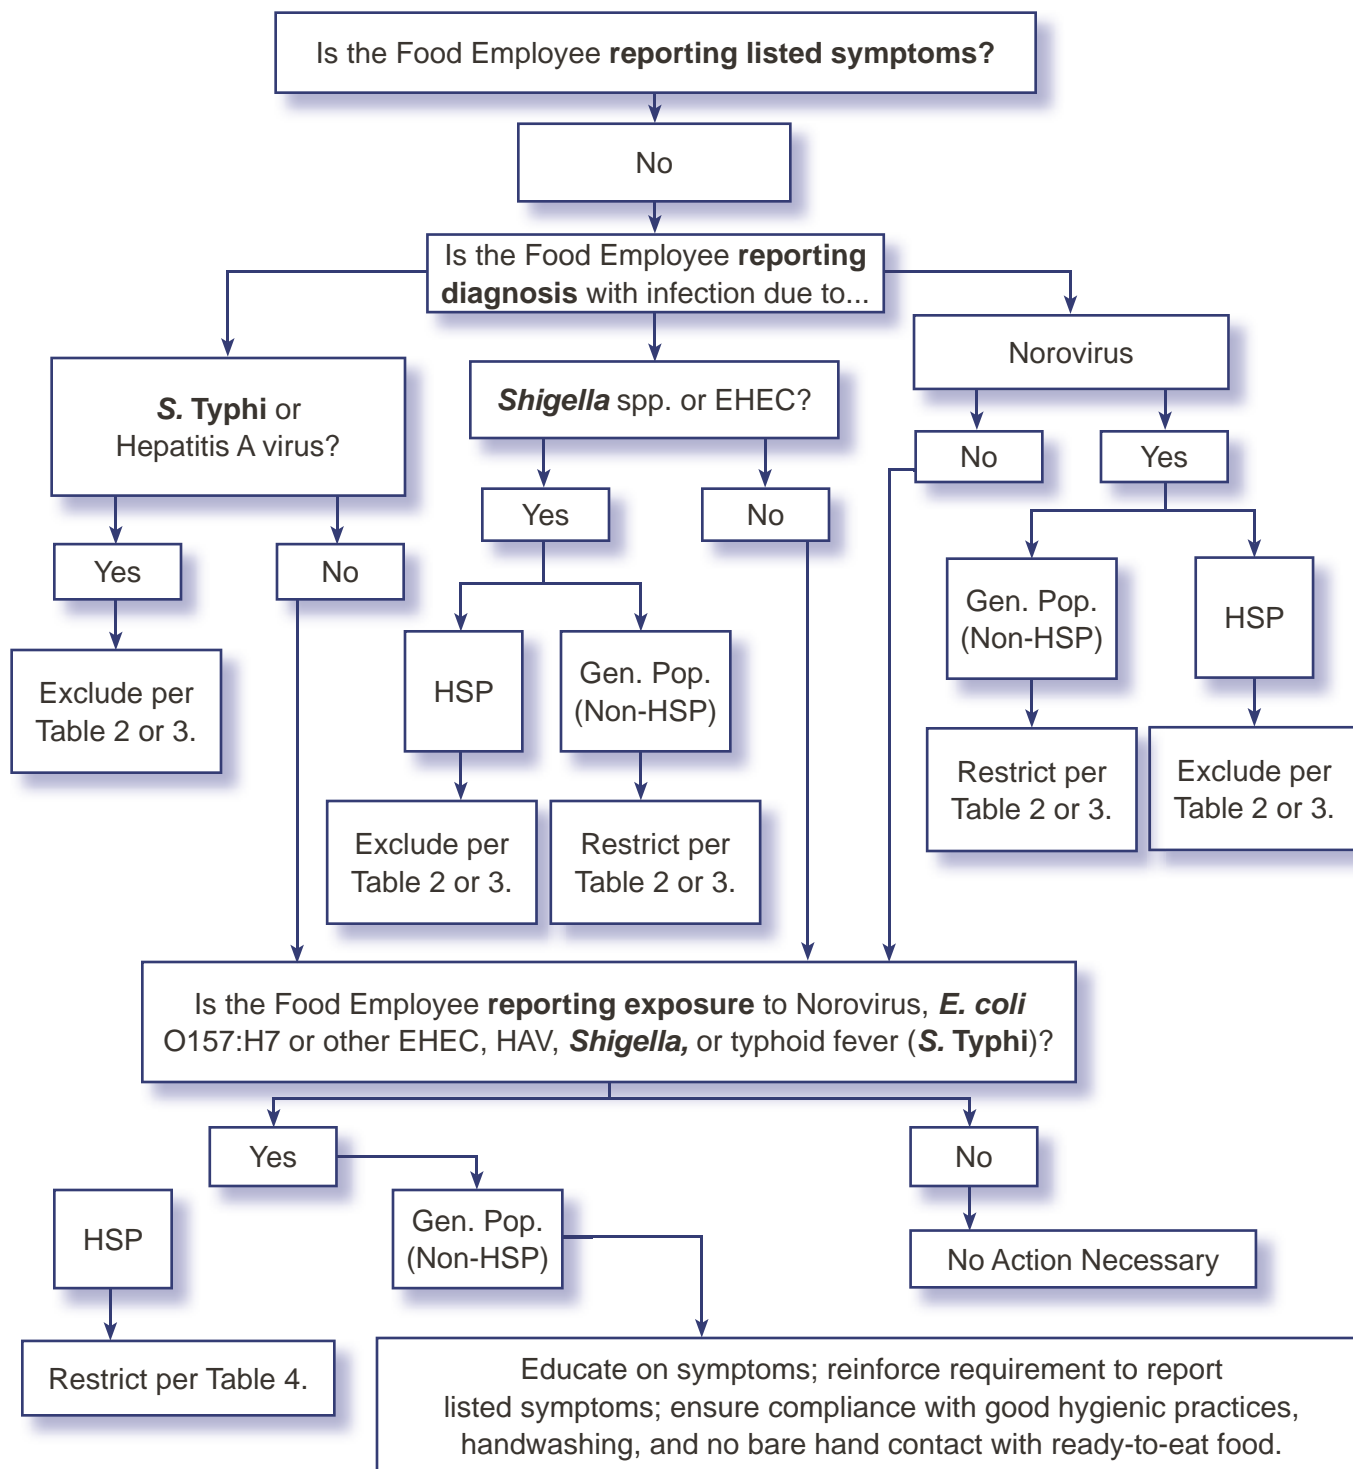 Is the Food Employee reporting listed symptoms?
No
Is the Food Employee reporting
diagnosis with infection due to...
S. Typhi or
Hepatitis A virus?
Yes
No
Exclude per
Table 2 or 3.
Shigella spp. or EHEC?
Yes
No
HSP
Gen. Pop.
(Non-HSP)
Exclude per
Table 2 or 3.
Restrict per
Table 2 or 3.
Norovirus
No
Yes
Gen. Pop.
(Non-HSP)
HSP
Restrict per
Table 2 or 3.
Exclude per
Table 2 or 3.
Is the Food Employee reporting exposure to Norovirus, E. coli
O157:H7 or other EHEC, HAV, Shigella, or typhoid fever (S. Typhi)?
Yes
No
HSP
Gen. Pop.
(Non-HSP)
No Action Necessary
Restrict per Table 4.
Educate on symptoms; reinforce requirement to report
listed symptoms; ensure compliance with good hygienic practices,
handwashing, and no bare hand contact with ready-to-eat food.